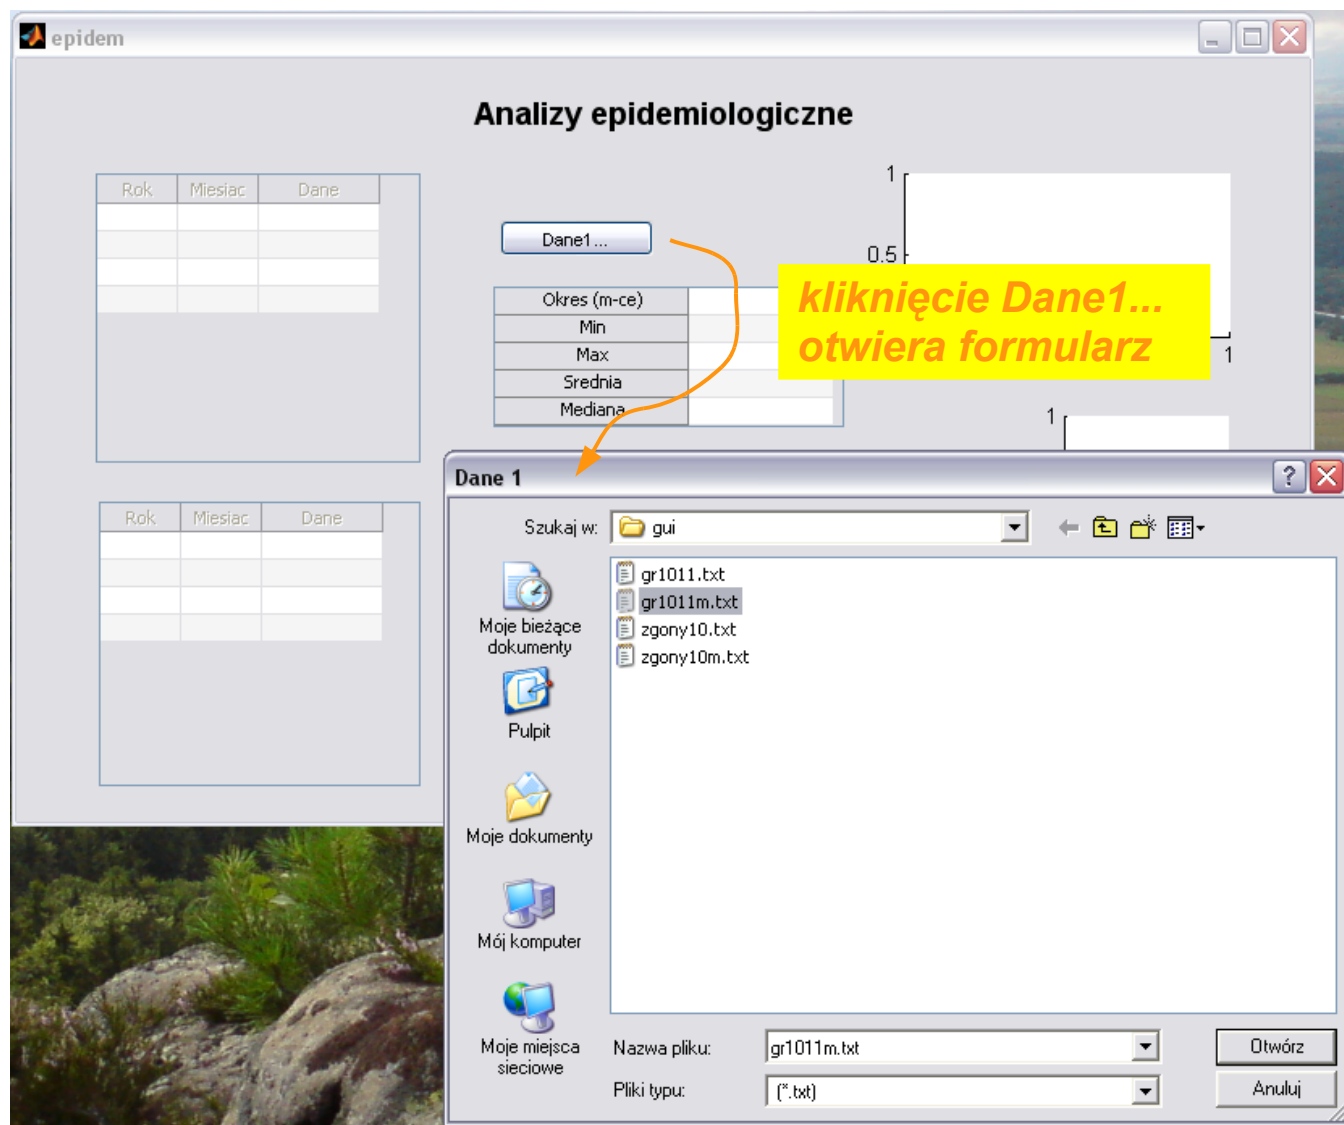 epidem
Analizy epidemiologiczne
Rok Miesiac Dane
Dane1...
1
0.5
1
kliknięcie Dane1...
otwiera formularz
Okres (m-ce)
Min
Max
Srednia
Mediana
1
Rok Miesiac Dane
Dane 1
Szukaj w: gui
gr1011.txt
gr1011m.txt
zgony10.txt
zgony10m.txt
Moje bieżące
dokumenty
Pulpit
Moje dokumenty
Mój komputer
Moje miejsca
sieciowe
Nazwa pliku: gr1011m.txt Otwórz
Pliki typu: (*.txt) Anuluj